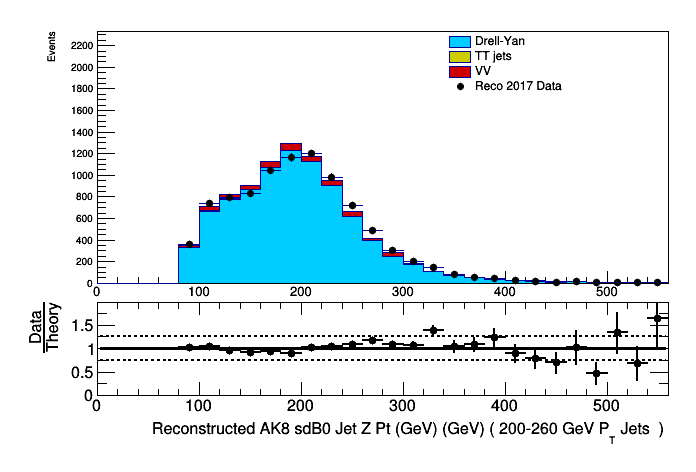 Events
2200
2000
1800
1600
1400
1200
1000
800
600
400
200
0
Drell-Yan
TT jets
VV
Reco 2017 Data
0 100 200 300 400 500
Data
Theory
1.5
1
0.5
0
0 100 200 300 400 500
Reconstructed AK8 sdB0 Jet Z Pt (GeV) (GeV) ( 200-260 GeV P_T Jets )